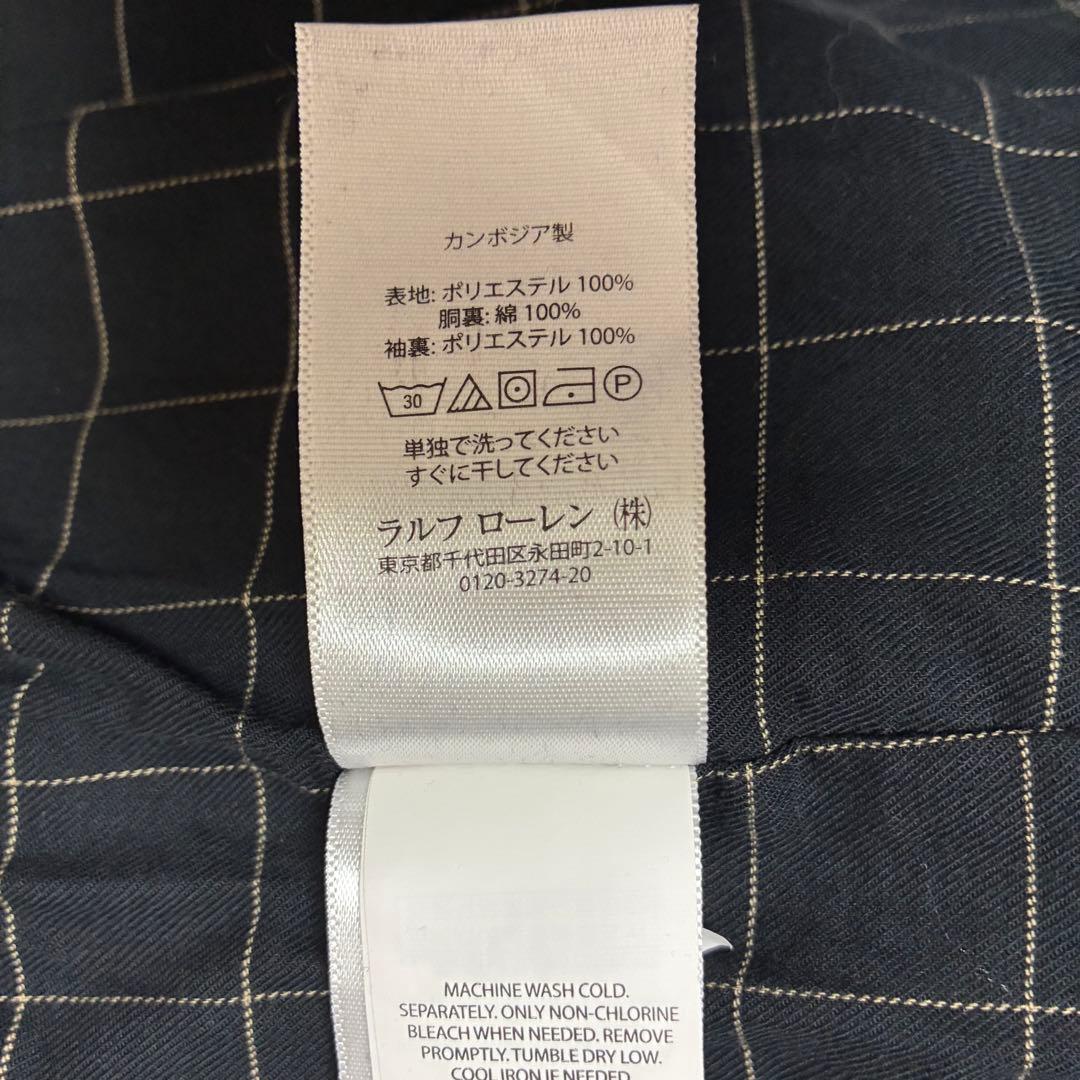 カンボジア製
表地: ポリエステル 100%
胴裏: 綿 100%
袖裏: ポリエステル 100%
30 P
単独で洗ってください
すぐに干してください
ラルフ ローレン (株)
東京都千代田区永田町2-10-1
0120-3274-20
MACHINE WASH COLD.
SEPARATELY. ONLY NON-CHLORINE
BLEACH WHEN NEEDED. REMOVE
PROMPTLY. TUMBLE DRY LOW.
COOL IRON IF NEEDED.